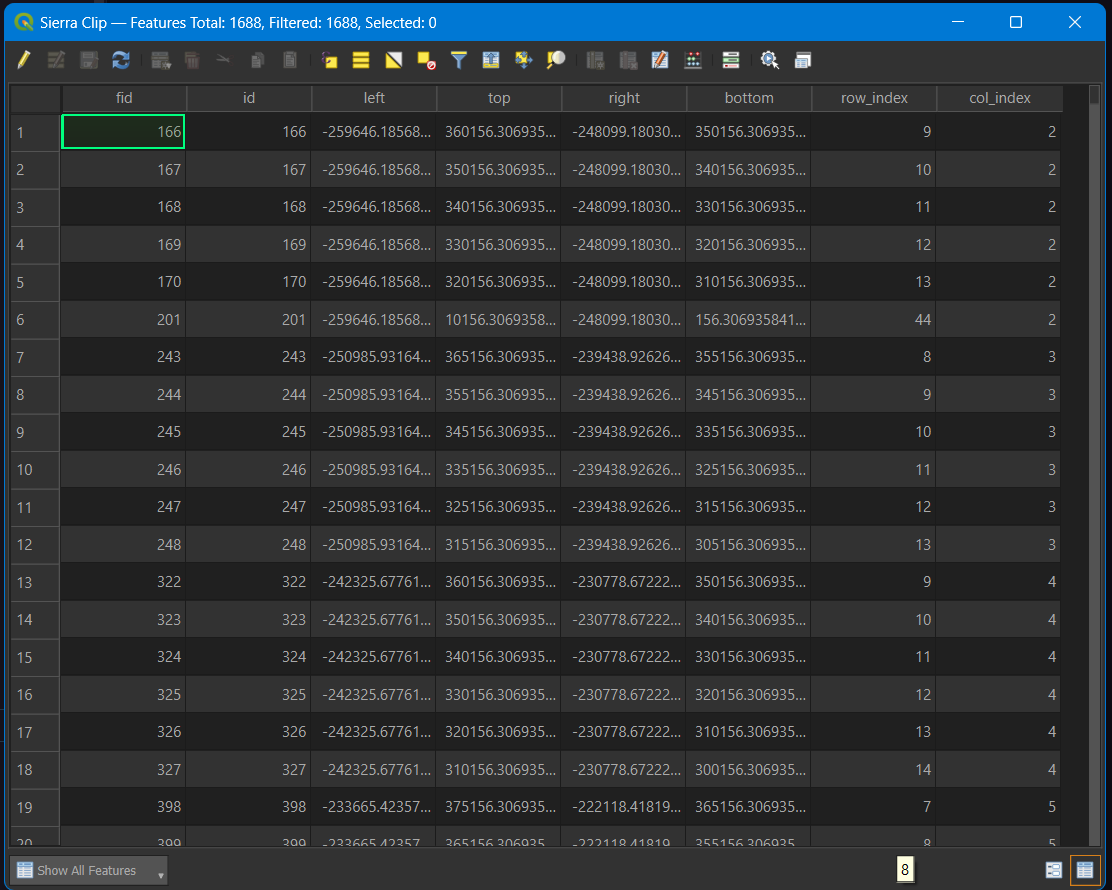 Sierra Clip — Features Total: 1688, Filtered: 1688, Selected: 0
fid id left top right bottom row_index col_index
1 166 166 -259646.18568... 360156.306935... -248099.18030... 350156.306935... 9 2
2 167 167 -259646.18568... 350156.306935... -248099.18030... 340156.306935... 10 2
3 168 168 -259646.18568... 340156.306935... -248099.18030... 330156.306935... 11 2
4 169 169 -259646.18568... 330156.306935... -248099.18030... 320156.306935... 12 2
5 170 170 -259646.18568... 320156.306935... -248099.18030... 310156.306935... 13 2
6 201 201 -259646.18568... 10156.3069358... -248099.18030... 156.306935841... 44 2
7 243 243 -250985.93164... 365156.306935... -239438.92626... 355156.306935... 8 3
8 244 244 -250985.93164... 355156.306935... -239438.92626... 345156.306935... 9 3
9 245 245 -250985.93164... 345156.306935... -239438.92626... 335156.306935... 10 3
10 246 246 -250985.93164... 335156.306935... -239438.92626... 325156.306935... 11 3
11 247 247 -250985.93164... 325156.306935... -239438.92626... 315156.306935... 12 3
12 248 248 -250985.93164... 315156.306935... -239438.92626... 305156.306935... 13 3
13 322 322 -242325.67761... 360156.306935... -230778.67222... 350156.306935... 9 4
14 323 323 -242325.67761... 350156.306935... -230778.67222... 340156.306935... 10 4
15 324 324 -242325.67761... 340156.306935... -230778.67222... 330156.306935... 11 4
16 325 325 -242325.67761... 330156.306935... -230778.67222... 320156.306935... 12 4
17 326 326 -242325.67761... 320156.306935... -230778.67222... 310156.306935... 13 4
18 327 327 -242325.67761... 310156.306935... -230778.67222... 300156.306935... 14 4
19 398 398 -233665.42357... 375156.306935... -222118.41819... 365156.306935... 7 5
20 399 399 -233665.42357... 365156.306935... -222118.41819... 355156.306935... 8 5
Show All Features 8